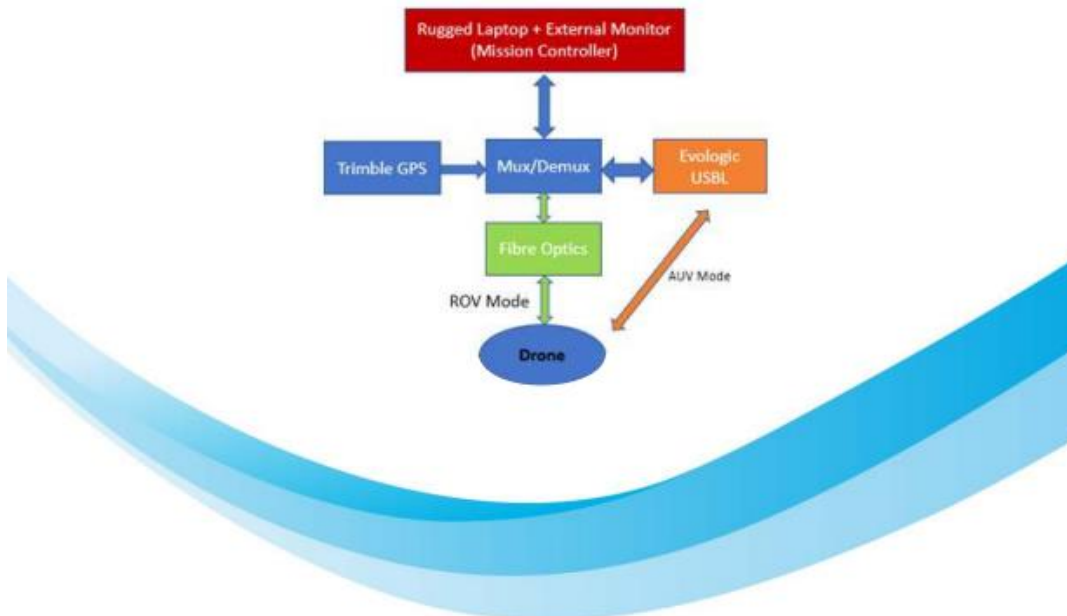 Rugged Laptop + External Monitor
(Mission Controller)
Trimble GPS
Mux/Demux
Evologic
USBL
Fibre Optics
AUV Mode
ROV Mode
Drone